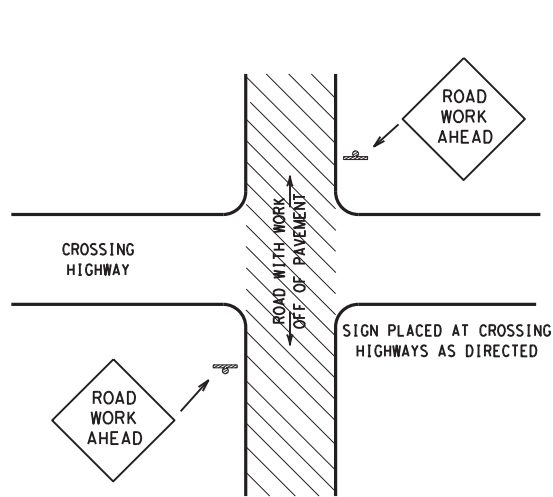 ROAD
WORK
AHEAD
CROSSING
HIGHWAY
ROAD WITH WORK
OFF OF PAVEMENT
SIGN PLACED AT CROSSING
HIGHWAYS AS DIRECTED
ROAD
WORK
AHEAD